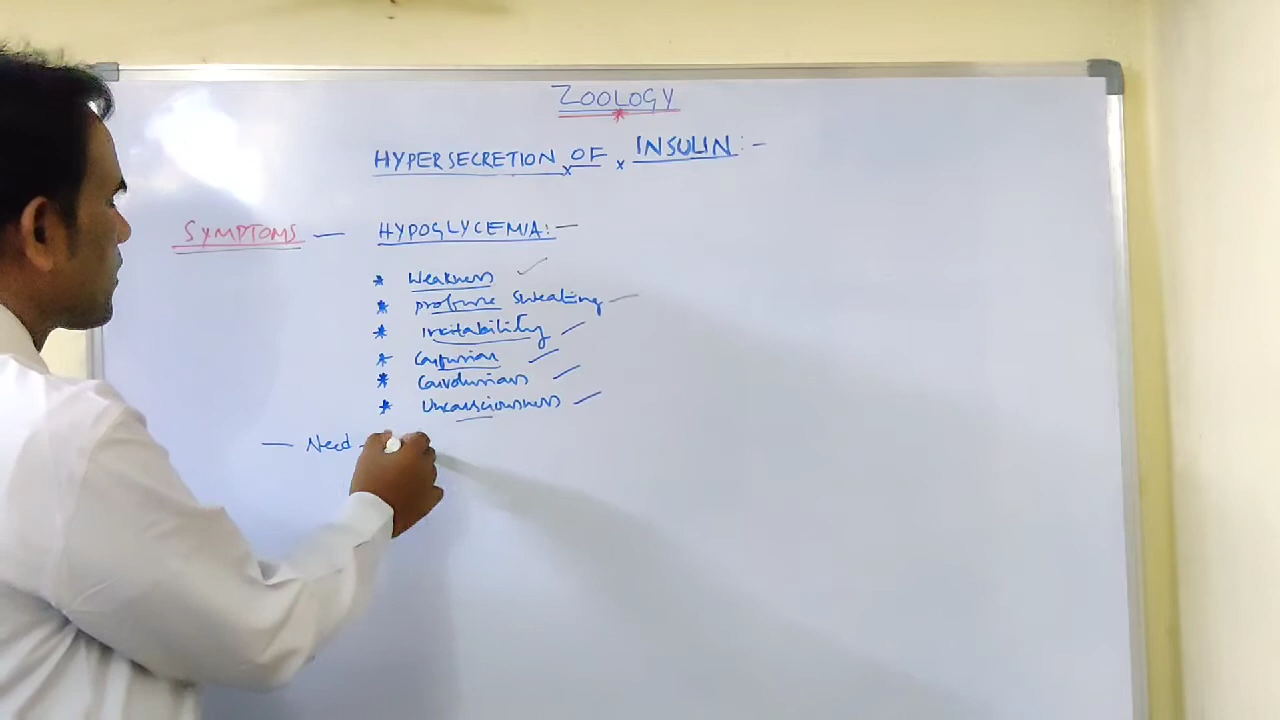 ZOOLOGY
HYPERSECRETION OF INSULIN:-
SYMPTOMS — HYPOGLYCEMIA:-
* Weakness
* profuse sweating
* irritability
* Confusion
* Convulsions
* Unconsciousness
— Need